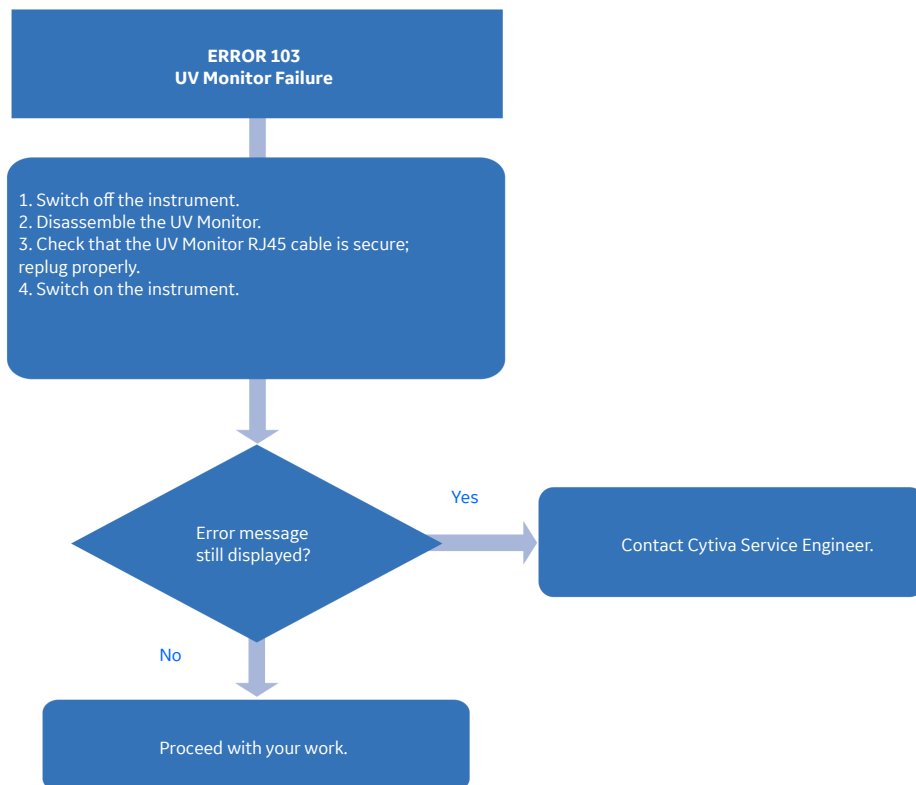 ERROR 103
UV Monitor Failure
1. Switch off the instrument.
2. Disassemble the UV Monitor.
3. Check that the UV Monitor RJ45 cable is secure;
replug properly.
4. Switch on the instrument.
Error message
still displayed?
Yes
Contact Cytiva Service Engineer.
No
Proceed with your work.